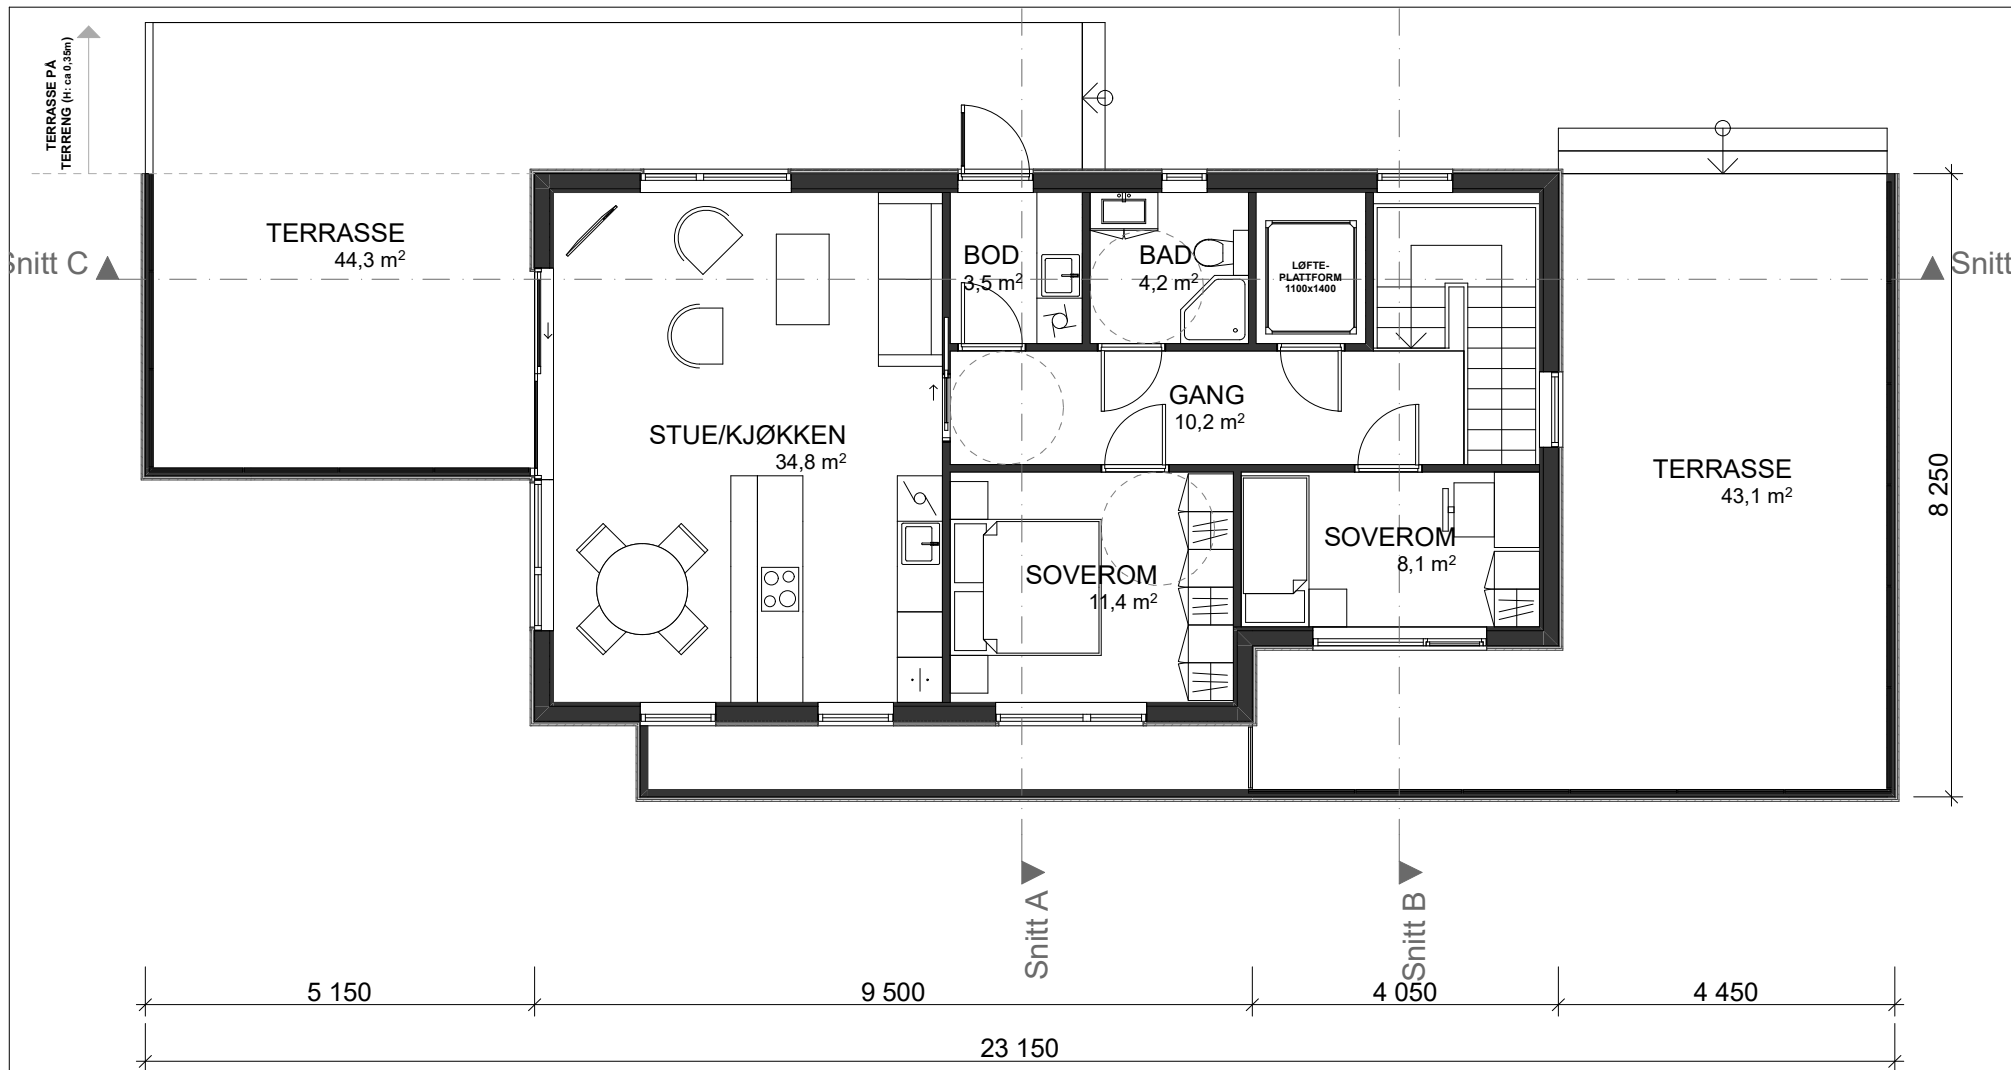 TERRASSE PÅ
TERRENG (H: ca 0,35m)
TERRASSE
44,3 m²
Snitt C
BOD
3,5 m²
BAD
4,2 m²
LØFTE-
PLATTFORM
1100x1400
Snitt
GANG
10,2 m²
STUE/KJØKKEN
34,8 m²
TERRASSE
43,1 m²
8 250
SOVEROM
8,1 m²
SOVEROM
11,4 m²
Snitt A
Snitt B
5 150
9 500
4 050
4 450
23 150